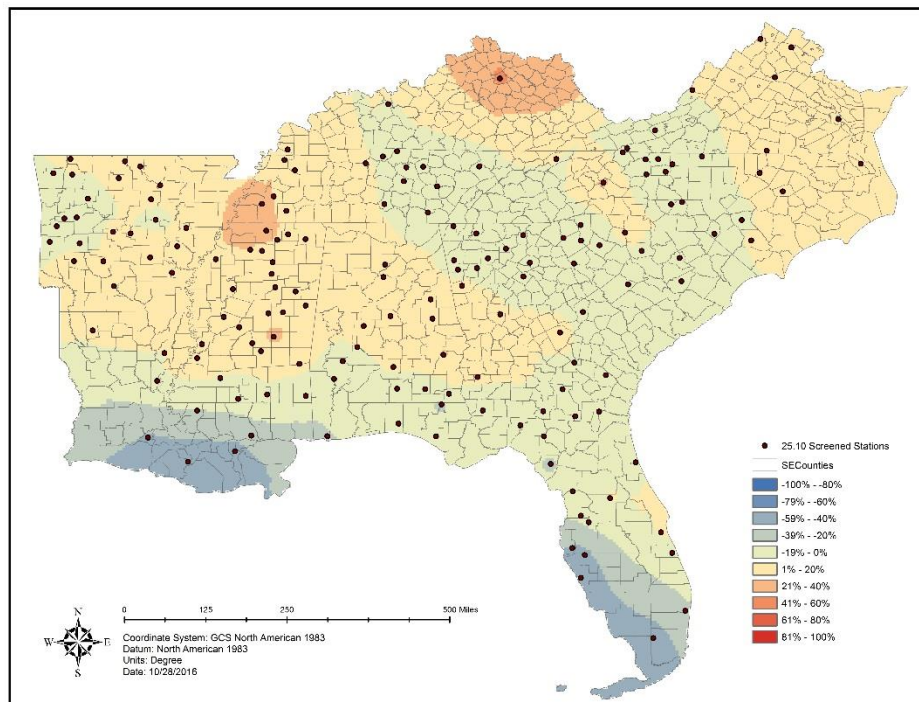 25.10 Screened Stations
SECounties
-100% - -80%
-79% - -60%
-59% - -40%
-39% - -20%
-19% - 0%
1% - 20%
21% - 40%
41% - 60%
61% - 80%
81% - 100%
0 125 250 500 Miles
N
W E
S
Coordinate System: GCS North American 1983
Datum: North American 1983
Units: Degree
Date: 10/28/2016